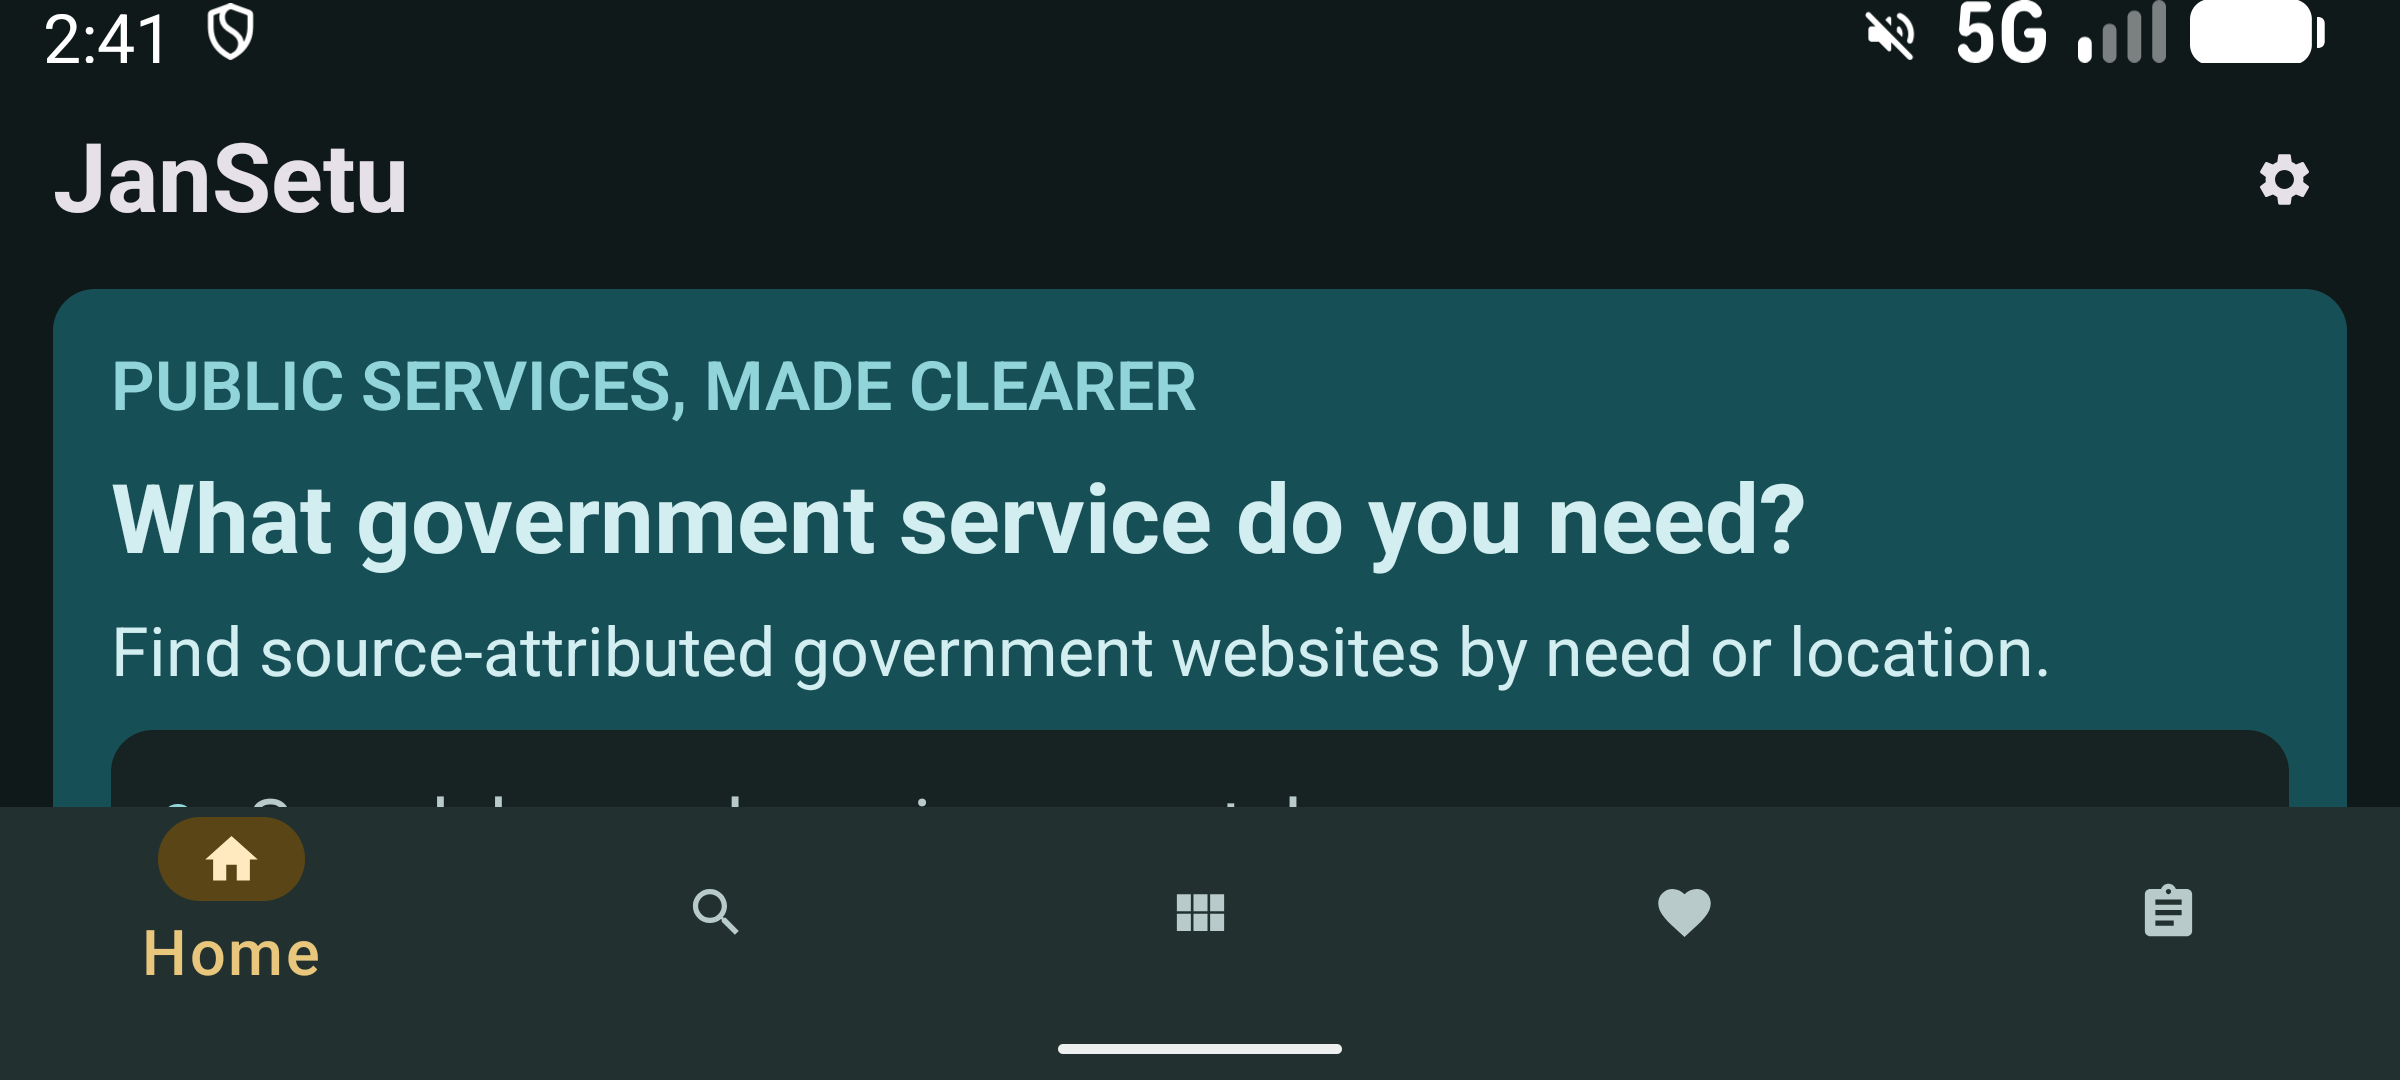 2:41
5G
JanSetu
PUBLIC SERVICES, MADE CLEARER
What government service do you need?
Find source-attributed government websites by need or location.
Home